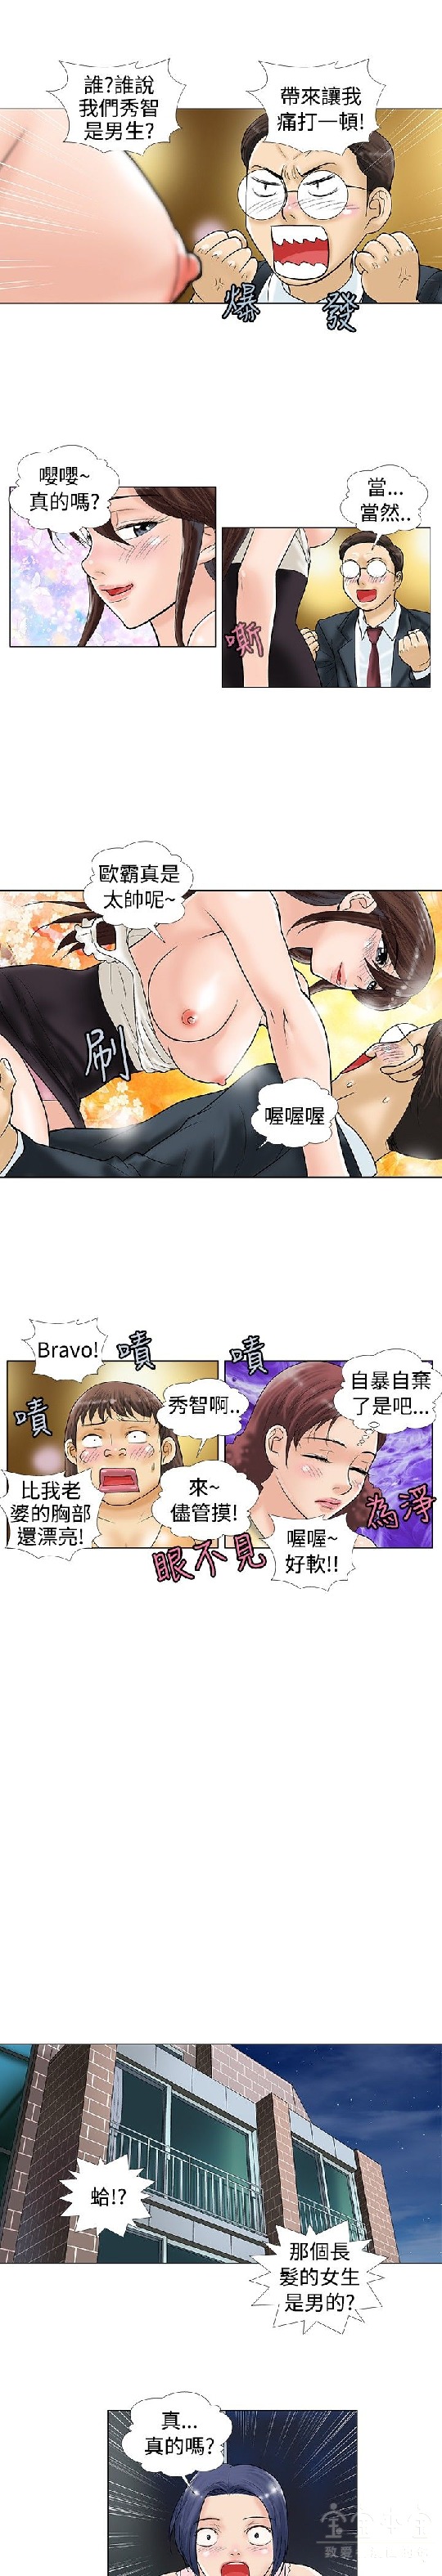 誰?誰說
我們秀智
是男生?
帶來讓我
痛打一頓!
爆 發
嚶嚶~
真的嗎?
當...
當然..
嘶
歐霸真是
太帥呢~
刷
喔喔喔
Bravo!
嘖
嘖
比我老
婆的胸部
還漂亮!
秀智啊..
來~
儘管摸!
嘖
自暴自棄
了是吧...
喔喔~
好軟!!
眼不見
為淨
蛤!?
那個長
髮的女生
是男的?
真...
真的嗎?